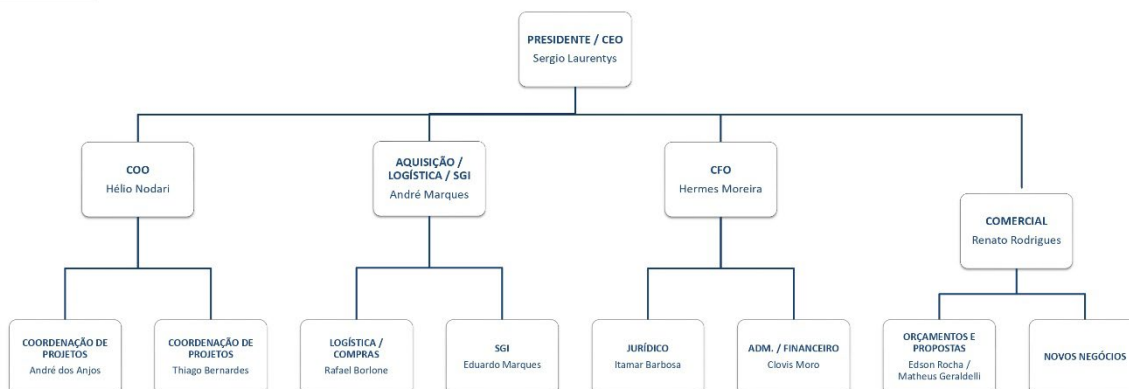 PRESIDENTE / CEO
Sergio Laurentys
COO
Hélio Nodari
AQUISIÇÃO /
LOGÍSTICA / SGI
André Marques
CFO
Hermes Moreira
COMERCIAL
Renato Rodrigues
COORDENAÇÃO DE
PROJETOS
André dos Anjos
COORDENAÇÃO DE
PROJETOS
Thiago Bernardes
LOGÍSTICA /
COMPRAS
Rafael Borlone
SGI
Eduardo Marques
JURÍDICO
Itamar Barbosa
ADM. / FINANCEIRO
Clovis Moro
ORÇAMENTOS E
PROPOSTAS
Edson Rocha /
Matheus Geraldelli
NOVOS NEGÓCIOS